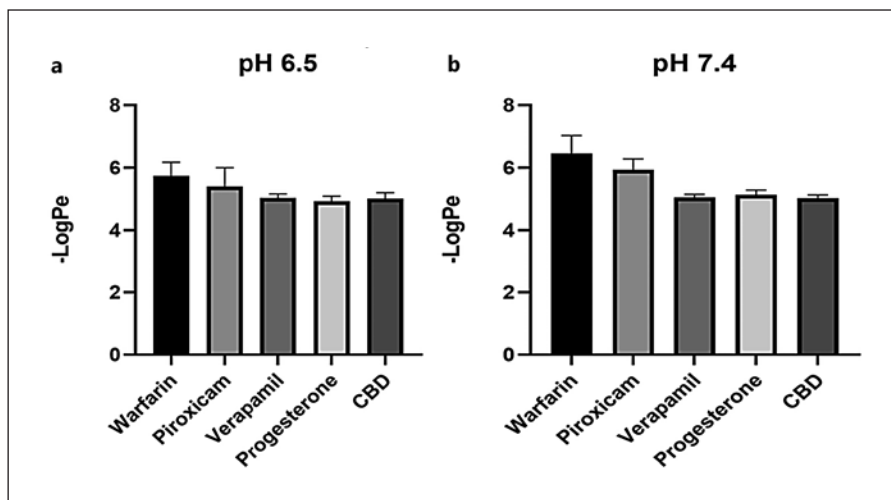 a
pH 6.5
8
6
4
2
0
-LogPe
Warfarin
Piroxicam
Verapamil
Progesterone
CBD
b
pH 7.4
8
6
4
2
0
-LogPe
Warfarin
Piroxicam
Verapamil
Progesterone
CBD